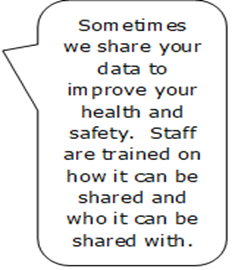 Sometimes
we share your
data to
improve your
health and
safety.  Staff
are trained on
how it can be
shared and
who it can be
shared with.